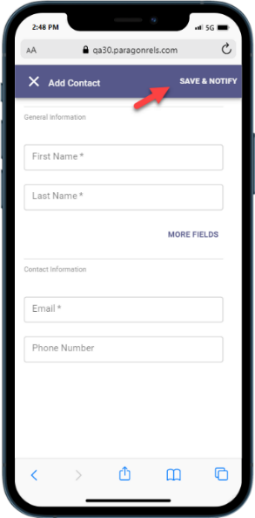 2:48 PM 5G
AA qa30.paragonrels.com
✕ Add Contact SAVE & NOTIFY
General Information
First Name *
Last Name *
MORE FIELDS
Contact Information
Email *
Phone Number